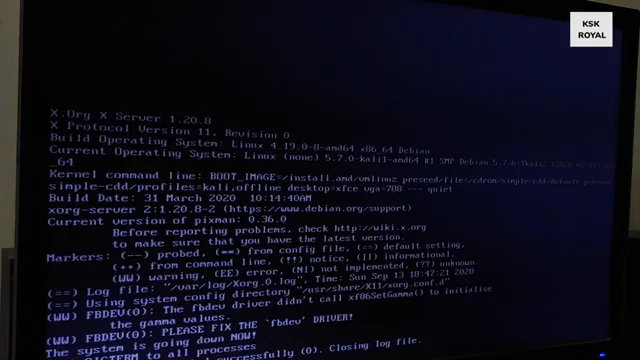 KSK
ROYAL
X.Org X Server 1.20.8
X Protocol Version 11, Revision 0
Build Operating System: Linux 4.19.0-8-amd64 x86_64 Debian
Current Operating System: Linux (none) 5.7.0-kali1-amd64 #1 SMP Debian
_64
Kernel command line: BOOT_IMAGE=/install.amd/vmlinuz preseed/file=/cdrom/simple-cdd/default.preseed
simple-cdd/profiles=kali,offline desktop=xfce vga=788 --- quiet
Build Date: 31 March 2020  10:14:40AM
xorg-server 2:1.20.8-2 (https://www.debian.org/support)
Current version of pixman: 0.36.0
Before reporting problems, check http://wiki.x.org
to make sure that you have the latest version.
Markers: (--) probed, (**) from config file, (==) default setting,
(++) from command line, (!!) notice, (II) informational,
(WW) warning, (EE) error, (NI) not implemented, (??) unknown.
(==) Log file: "/var/log/Xorg.0.log", Time: Sun Sep 13 18:47:21 2020
(==) Using system config directory "/usr/share/X11/xorg.conf.d"
(WW) FBDEV(0): The fbdev driver didn't call xf86SetGamma() to initialise
the gamma values.
(WW) FBDEV(0): PLEASE FIX THE `fbdev' DRIVER!
The system is going down NOW!
SIGTERM to all processes
successfully (0). Closing log file.